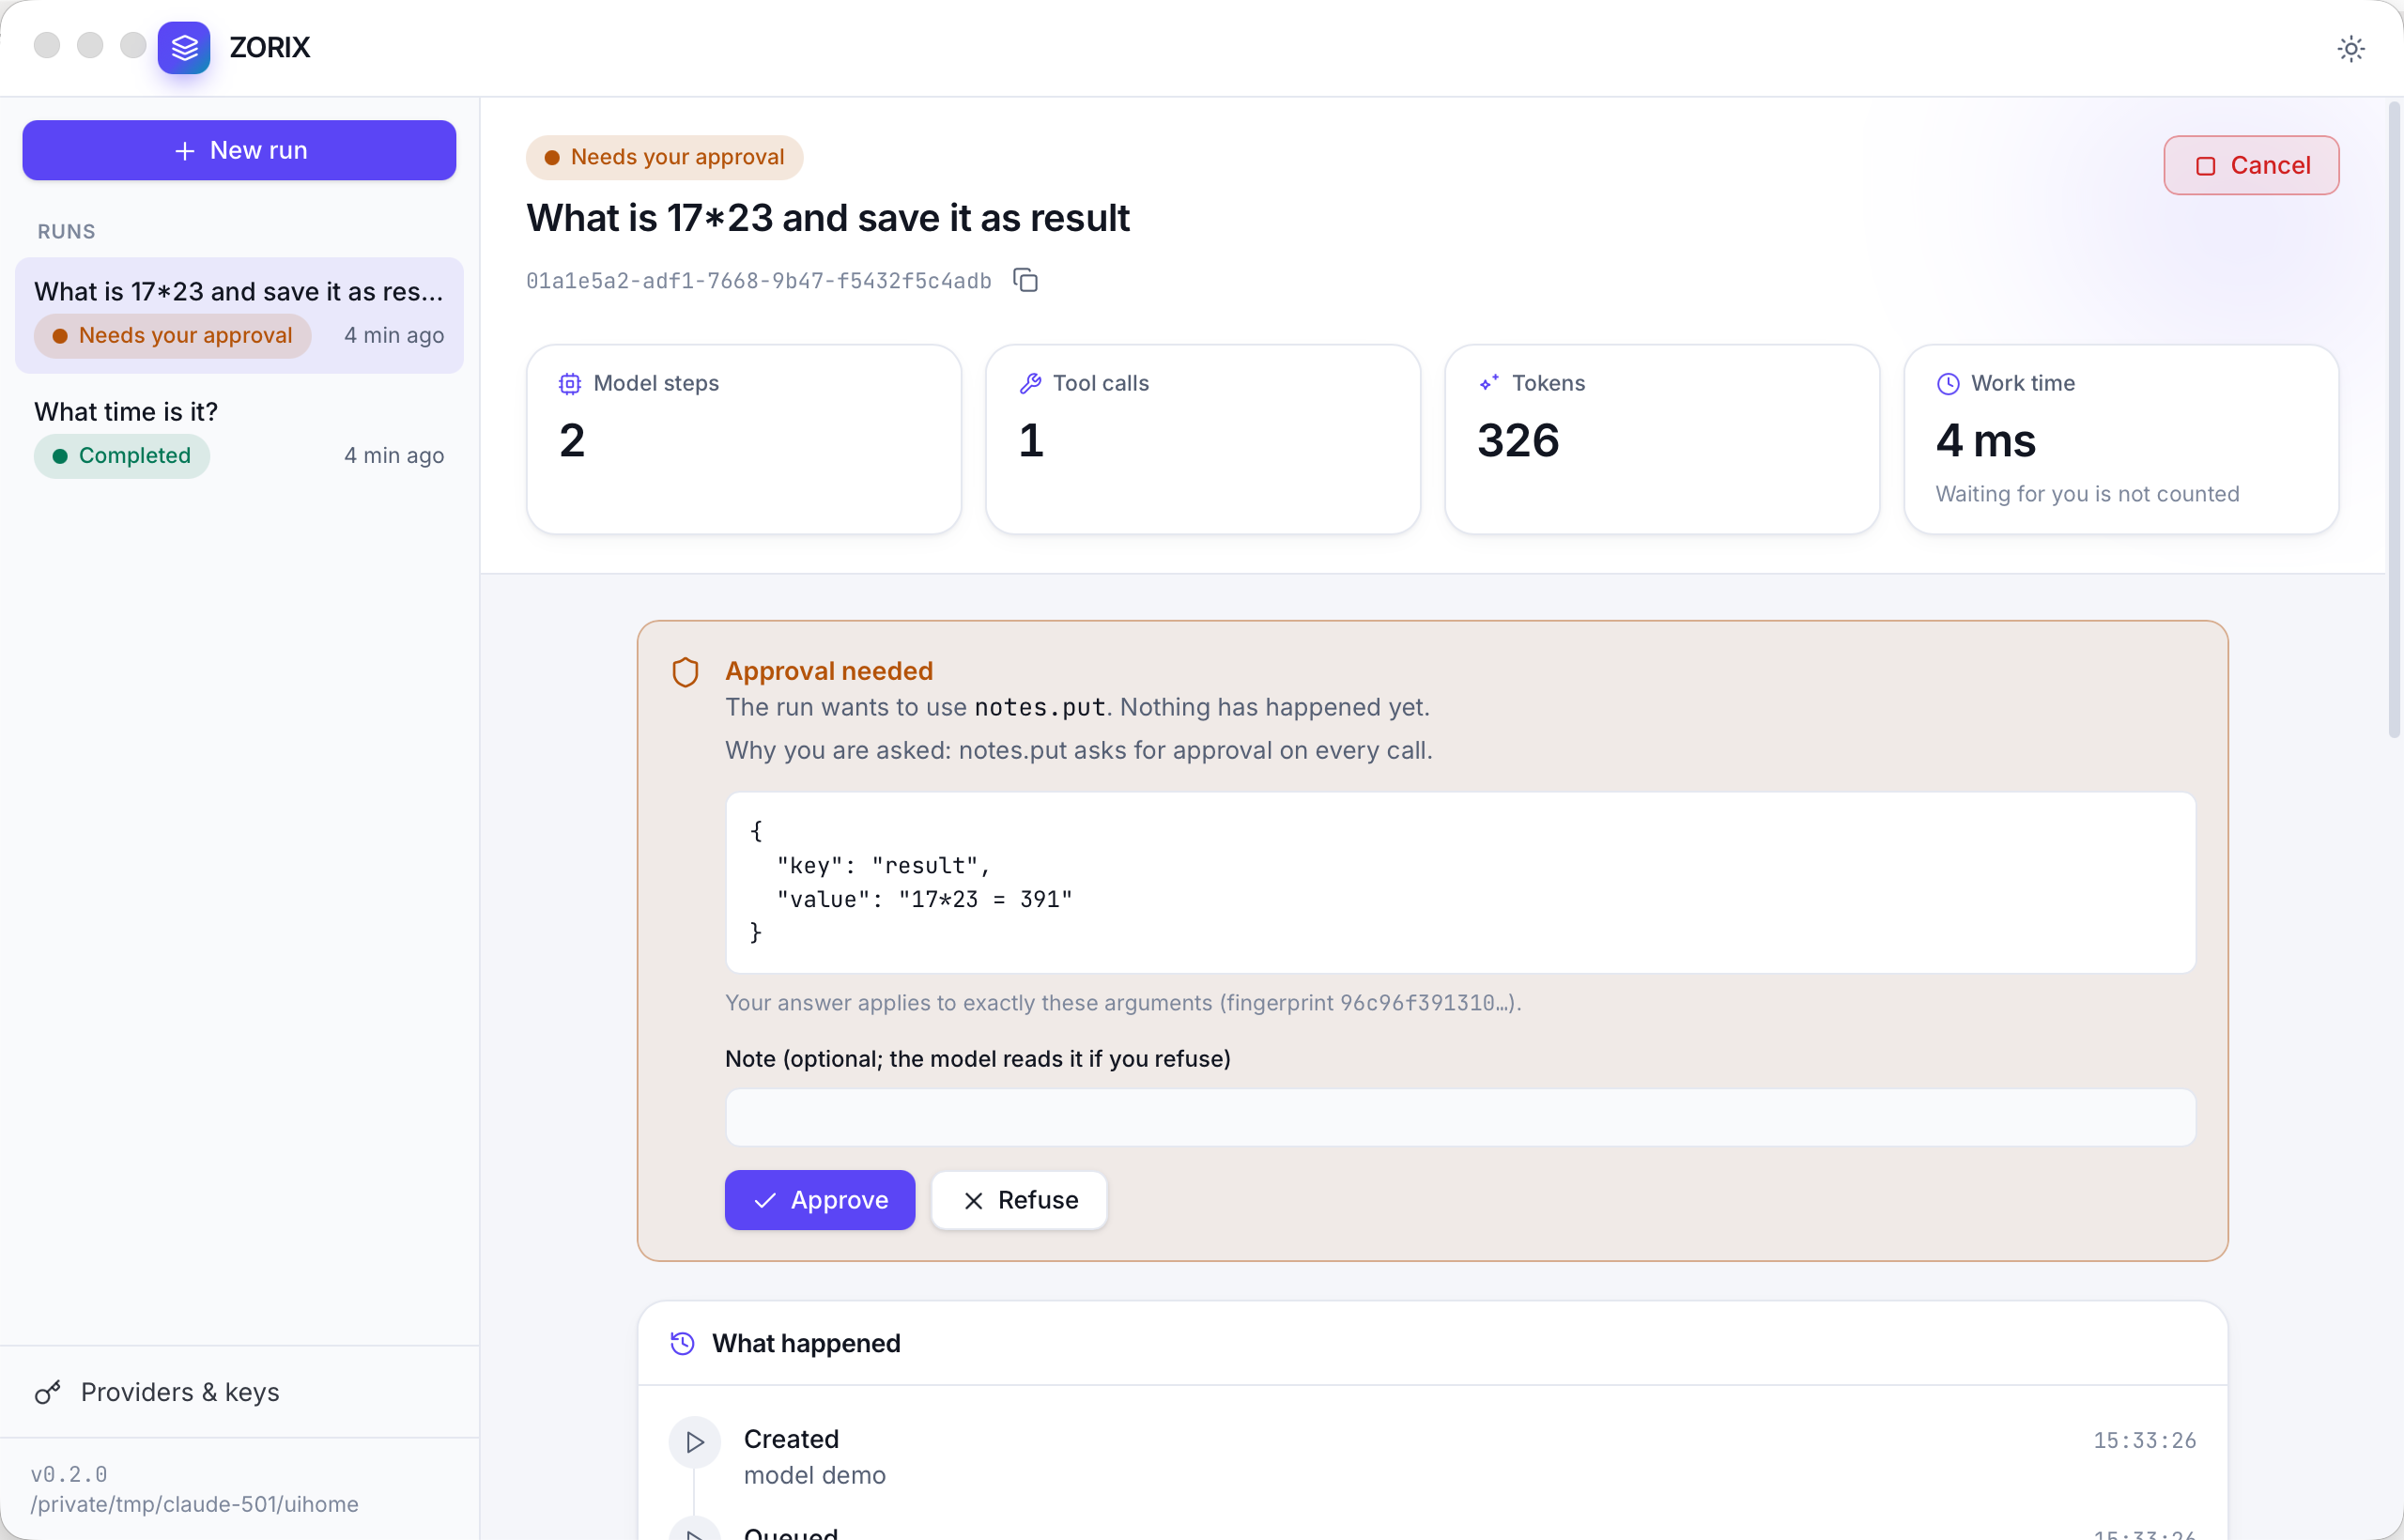 ZORIX
New run
RUNS
What is 17*23 and save it as res...
Needs your approval
4 min ago
What time is it?
Completed
4 min ago
Providers & keys
v0.2.0
/private/tmp/claude-501/uihome
Needs your approval
Cancel
What is 17*23 and save it as result
01a1e5a2-adf1-7668-9b47-f5432f5c4adb
Model steps
2
Tool calls
1
Tokens
326
Work time
4 ms
Waiting for you is not counted
Approval needed
The run wants to use notes.put. Nothing has happened yet.
Why you are asked: notes.put asks for approval on every call.
{
"key": "result",
"value": "17*23 = 391"
}
Your answer applies to exactly these arguments (fingerprint 96c96f391310…).
Note (optional; the model reads it if you refuse)
Approve
Refuse
What happened
Created
15:33:26
model demo
Queued
15:33:26